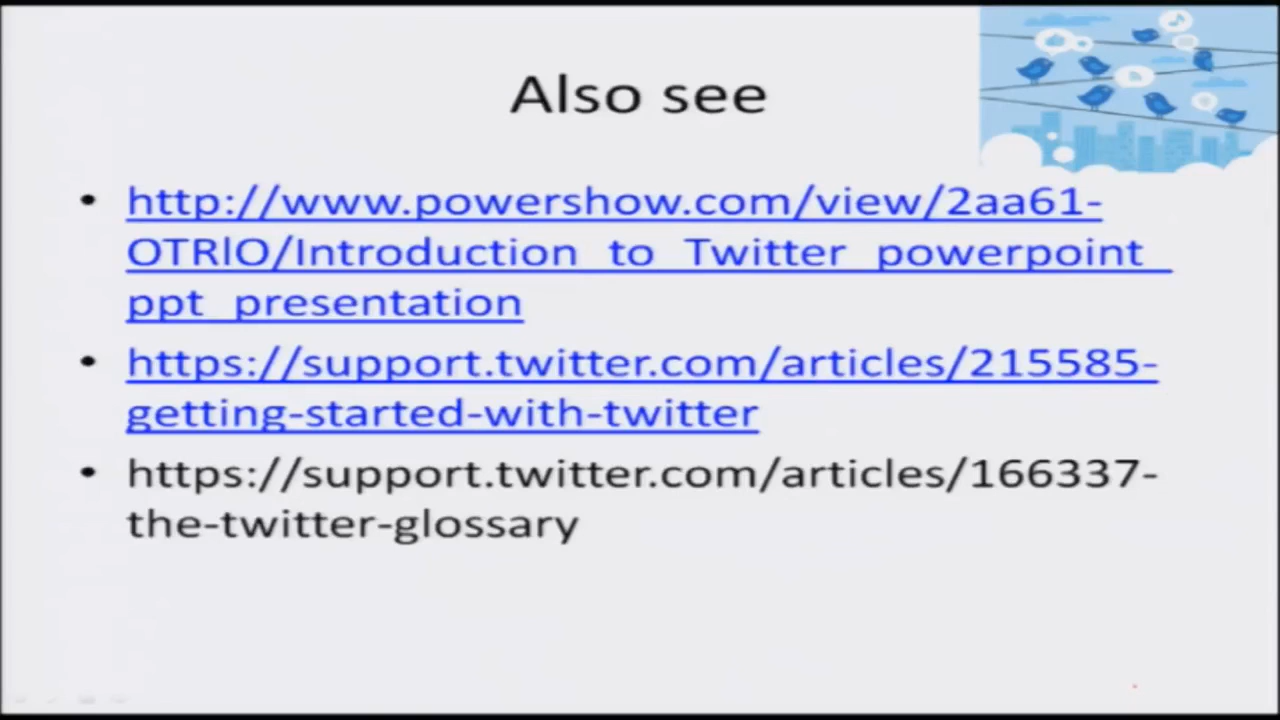 Also see
• http://www.powershow.com/view/2aa61-
OTRlO/Introduction_to_Twitter_powerpoint_
ppt_presentation
• https://support.twitter.com/articles/215585-
getting-started-with-twitter
• https://support.twitter.com/articles/166337-
the-twitter-glossary